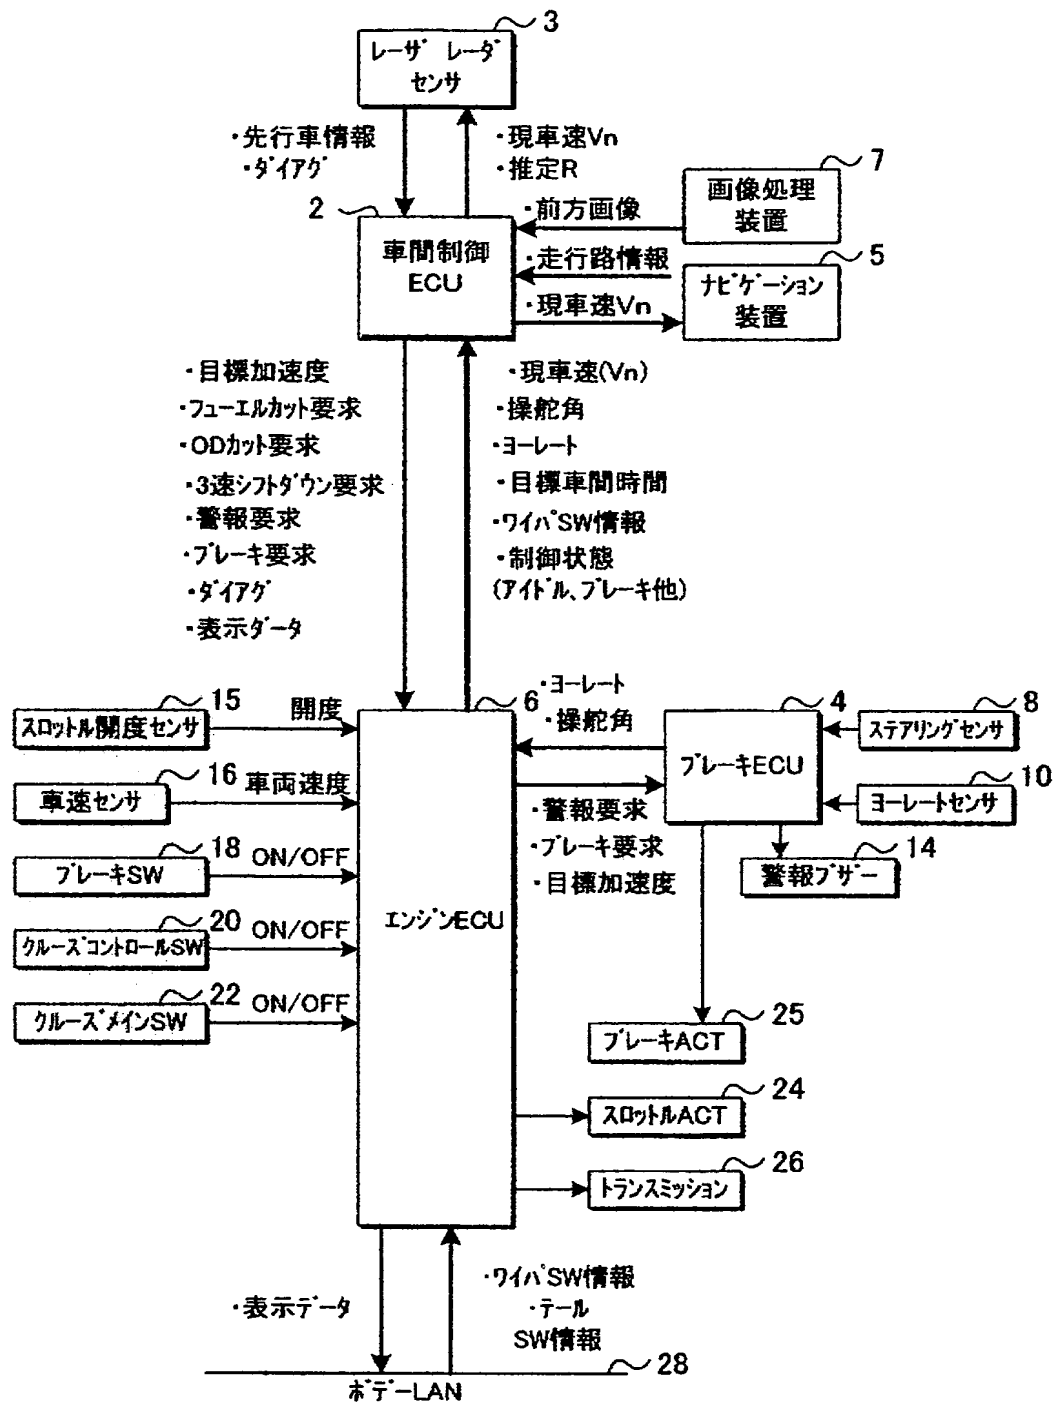 3
レーザ レーダ
センサ
・先行車情報
・ダイアグ
・現車速Vn
・推定R
7
画像処理
装置
2
車間制御
ECU
・前方画像
・走行路情報
・現車速Vn
5
ナビゲーション
装置
・目標加速度
・フューエルカット要求
・ODカット要求
・3速シフトダウン要求
・警報要求
・ブレーキ要求
・ダイアグ
・表示データ
・現車速(Vn)
・操舵角
・ヨーレート
・目標車間時間
・ワイパSW情報
・制御状態
(アイドル、ブレーキ他)
15
スロットル開度センサ
開度
16
車速センサ
車両速度
18
ブレーキSW
ON/OFF
20
クルーズコントロールSW
ON/OFF
22
クルーズメインSW
ON/OFF
6
エンジンECU
・ヨーレート
・操舵角
・警報要求
・ブレーキ要求
・目標加速度
4
ブレーキECU
8
ステアリングセンサ
10
ヨーレートセンサ
14
警報ブザー
25
ブレーキACT
24
スロットルACT
26
トランスミッション
・表示データ
・ワイパSW情報
・テール
SW情報
28
ボデーLAN